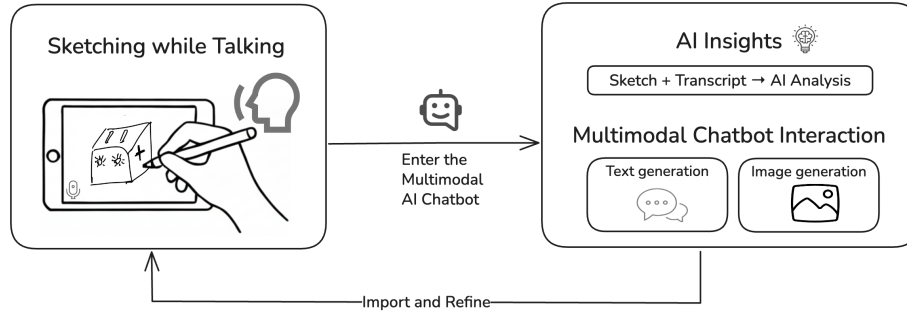 Sketching while Talking
Enter the
Multimodal
AI Chatbot
AI Insights
Sketch + Transcript → AI Analysis
Multimodal Chatbot Interaction
Text generation
Image generation
Import and Refine